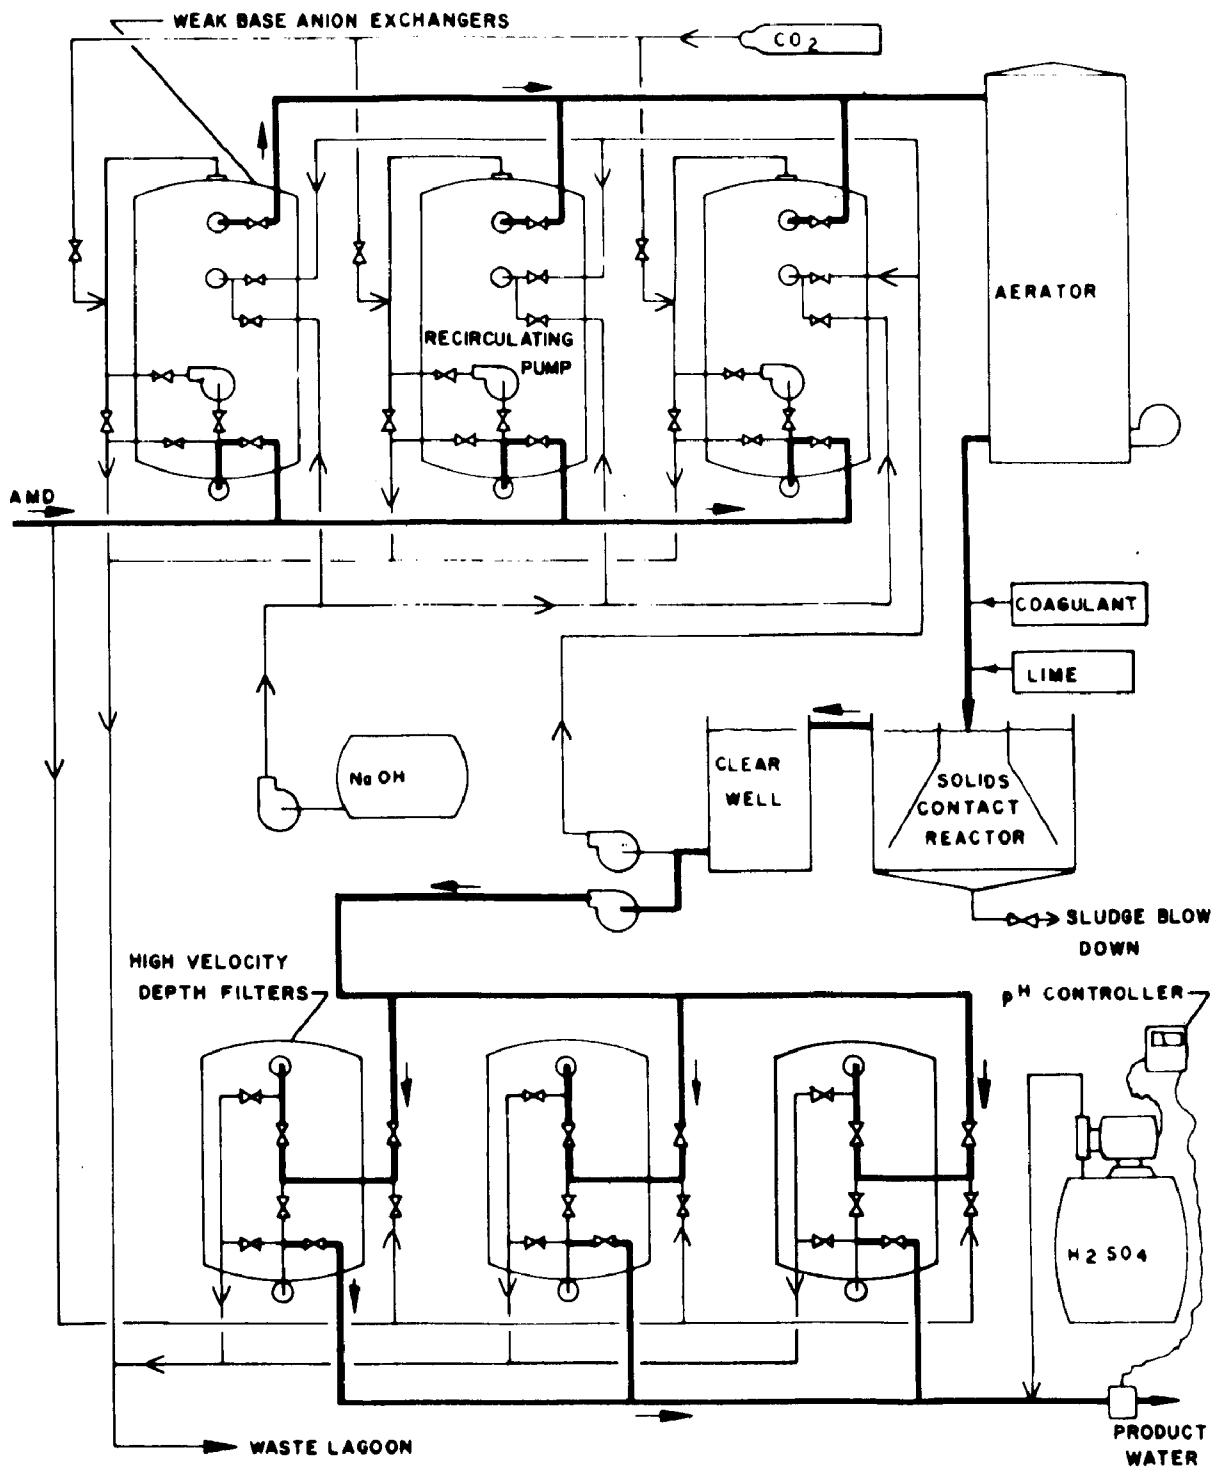 WEAK BASE ANION EXCHANGERS
CO2
AERATOR
RECIRCULATING
PUMP
AMD
COAGULANT
LIME
NaOH
CLEAR
WELL
SOLIDS
CONTACT
REACTOR
SLUDGE BLOW
DOWN
HIGH VELOCITY
DEPTH FILTERS
pH CONTROLLER
H2SO4
PRODUCT
WATER
WASTE LAGOON